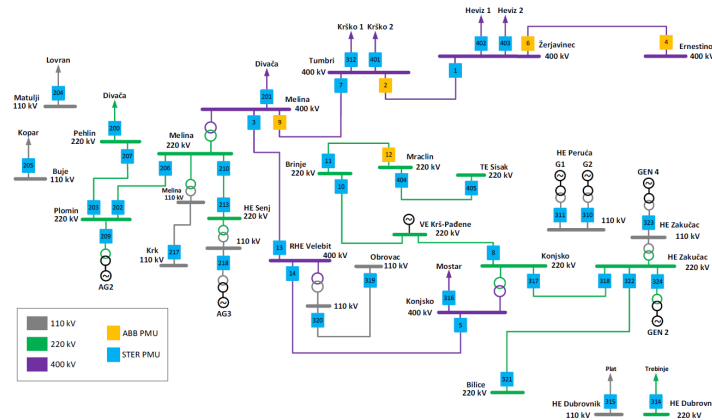 Krško 1 Krško 2
Heviz 1 Heviz 2
Lovran
Divača
312 401
402 403
6
4
Tumbri
400 kV
Žerjavinec
400 kV
Ernestino
400 kV
7
2
1
204
Divača
201
Matulji
110 kV
Melina
400 kV
Kopar
Pehlin
220 kV
200
Melina
220 kV
3
9
205
207
206
210
Buje
110 kV
Brinje
220 kV
11
12
Mraclin
220 kV
TE Sisak
220 kV
10
404
405
HE Peruća
G1 G2
GEN 4
311 310
110 kV
323
HE Zakučac
110 kV
Melina
110 kV
Plomin
220 kV
203 202
213
HE Senj
220 kV
209
AG2
Krk
110 kV
217
110 kV
218
AG3
VE Krš-Pađene
220 kV
13
RHE Velebit
400 kV
14
Obrovac
110 kV
319
110 kV
320
8
Konjsko
220 kV
Mostar
316
Konjsko
400 kV
5
317
318 322 324
HE Zakučac
220 kV
GEN 2
110 kV
220 kV
400 kV
ABB PMU
STER PMU
Bilice
220 kV
321
Plat
315
HE Dubrovnik
110 kV
Trebinje
314
HE Dubrovn
220 kV